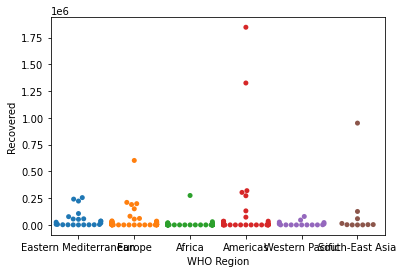 1e6
1.75
1.50
1.25
1.00
0.75
0.50
0.25
0.00
Recovered
Eastern Mediterranean Europe Africa Americas Western Pacific South-East Asia
WHO Region